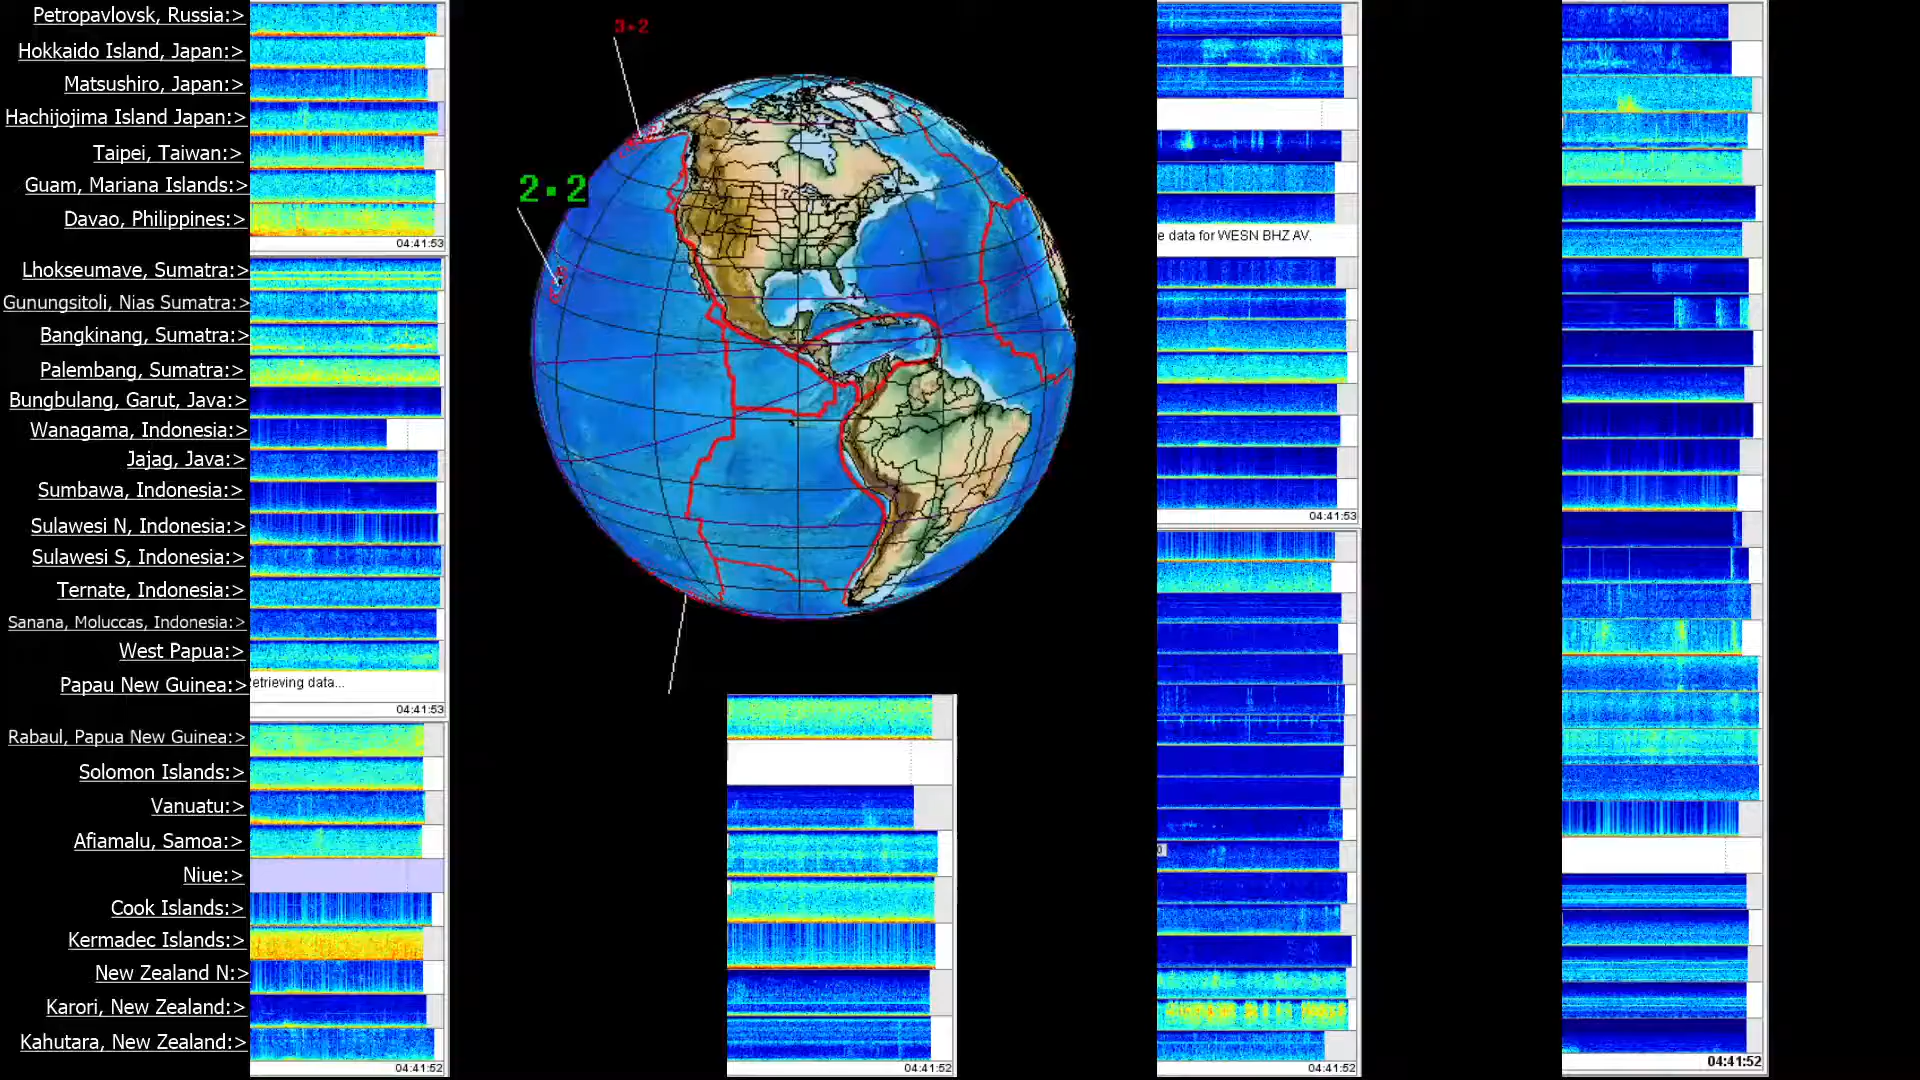 Petropavlovsk, Russia:>
Hokkaido Island, Japan:>
Matsushiro, Japan:>
Hachijojima Island Japan:>
Taipei, Taiwan:>
Guam, Mariana Islands:>
Davao, Philippines:>
04:41:53
Lhokseumave, Sumatra:>
Gunungsitoli, Nias Sumatra:>
Bangkinang, Sumatra:>
Palembang, Sumatra:>
Bungbulang, Garut, Java:>
Wanagama, Indonesia:>
Jajag, Java:>
Sumbawa, Indonesia:>
Sulawesi N, Indonesia:>
Sulawesi S, Indonesia:>
Ternate, Indonesia:>
Sanana, Moluccas, Indonesia:>
West Papua:>
Papau New Guinea:>
etrieving data...
04:41:53
Rabaul, Papua New Guinea:>
Solomon Islands:>
Vanuatu:>
Afiamalu, Samoa:>
Niue:>
Cook Islands:>
Kermadec Islands:>
New Zealand N:>
Karori, New Zealand:>
Kahutara, New Zealand:>
04:41:52
3.2
2.2
04:41:52
e data for WESN BHZ AV.
04:41:53
04:41:52
04:41:52